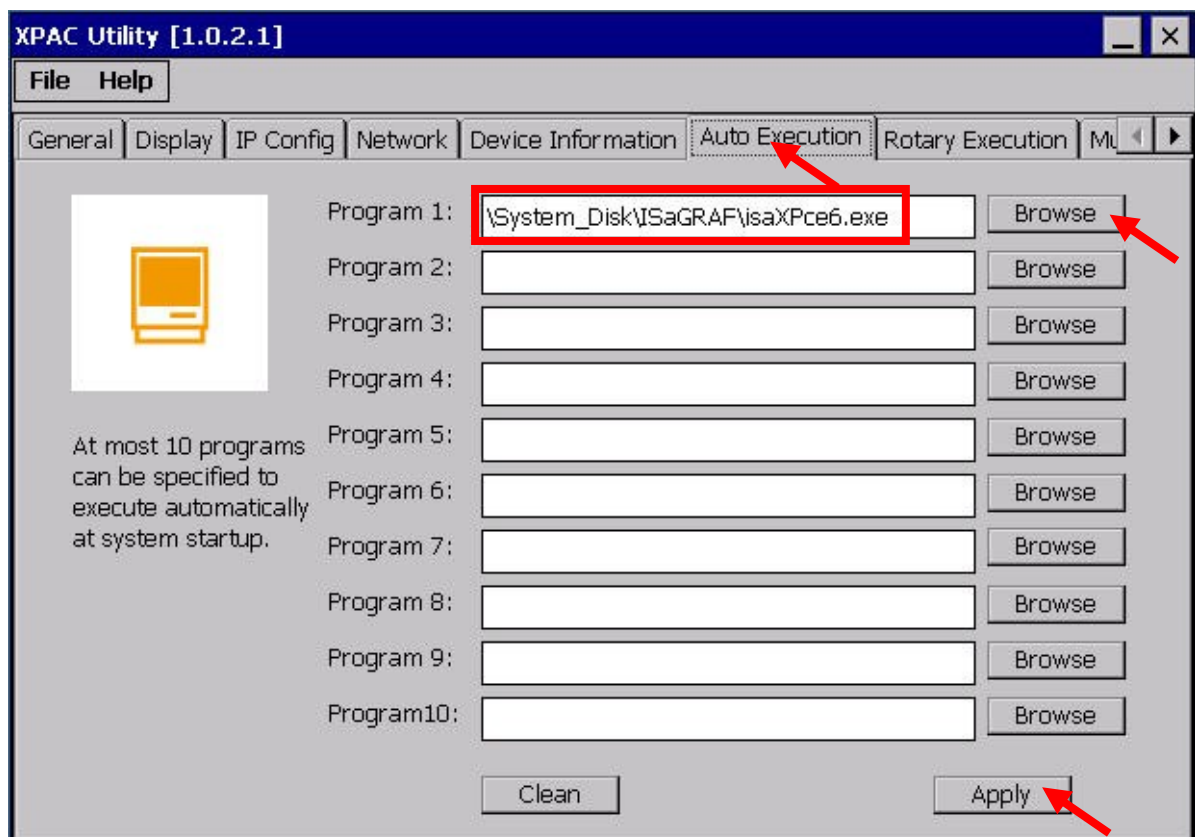 XPAC Utility [1.0.2.1]
File Help
General Display IP Config Network Device Information Auto Execution Rotary Execution
Program 1: \System_Disk\ISaGRAF\isaXPce6.exe Browse
Program 2: Browse
Program 3: Browse
Program 4: Browse
Program 5: Browse
Program 6: Browse
Program 7: Browse
Program 8: Browse
Program 9: Browse
Program10: Browse
At most 10 programs
can be specified to
execute automatically
at system startup.
Clean Apply